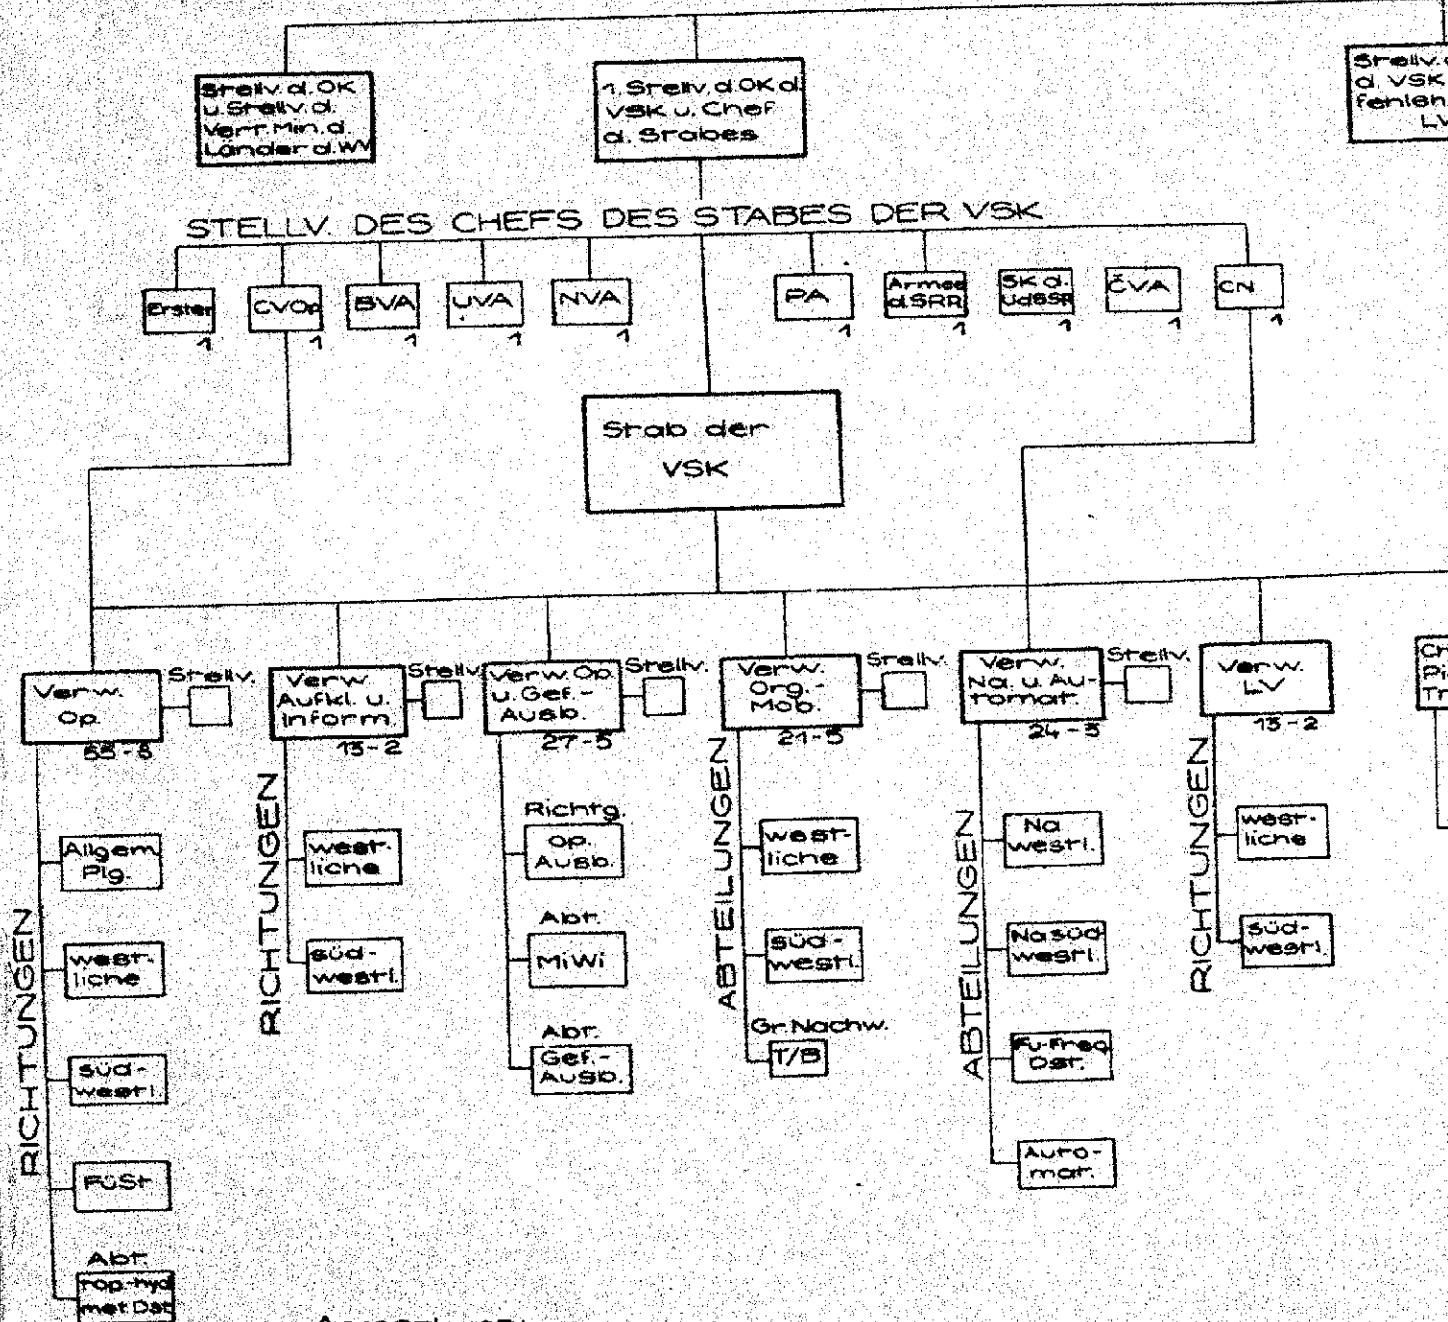 Stellv. d. OK
u. Stellv. d.
Vert. Min. d.
Länder d. WV
1. Stellv. d. OK d.
VSK u. Chef
d. Stabes
Stellv.
d. VSK
fehlen
LV
STELLV. DES CHEFS DES STABES DER VSK
Erster
1
CVOp
1
BVA
1
UVA
1
NVA
1
PA
1
Armee
d. SRR
1
SK d.
UdSSR
1
ČVA
1
CN
1
Stab der
VSK
Verw.
Op.
Stellv.
Verw.
Aufkl. u.
Inform.
13-2
Stellv.
Verw. Op.
u. Gef.-
Ausb.
27-5
Stellv.
Verw.
Org.-
Mob.
21-5
Stellv.
Verw.
Na. u. Au-
tomat.
24-3
Stellv.
Verw.
LV
13-2
RICHTUNGEN
Allgem.
Plg.
west-
liche
süd-
westl.
FüSt
Abt.
Top.-hyd
met Dst
RICHTUNGEN
west-
liche
süd-
westl.
Richtg.
Op.
Ausb.
Abt.
MiWi
Abt.
Gef.-
Ausb.
ABTEILUNGEN
west-
liche
süd-
westl.
Gr. Nachw.
T/B
ABTEILUNGEN
Na
westl.
Na süd
westl.
Fu-Freq
Dst.
Auto-
mat.
RICHTUNGEN
west-
liche
süd-
westl.